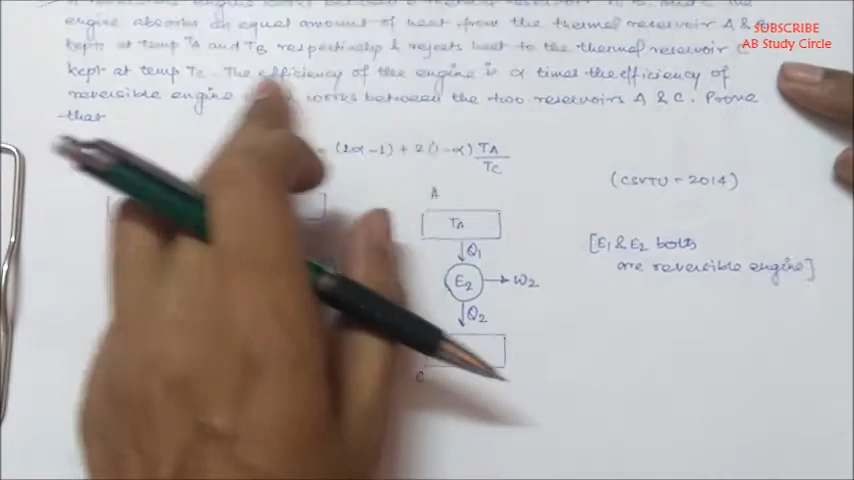 engine absorbs an equal amount of heat from the thermal reservoir A & B
kept at temp TA and TB respectively & rejects heat to the thermal reservoir C
kept at temp TC. The efficiency of the engine is α times the efficiency of
reversible engine works between the two reservoirs A & C. Prove
that
= (2α-1) + 2(1-α) TA/TC
(CSVTU - 2014)
A
TA
Q1
E2
W2
Q2
C
[E1 & E2 both
are reversible engine]
SUBSCRIBE
AB Study Circle